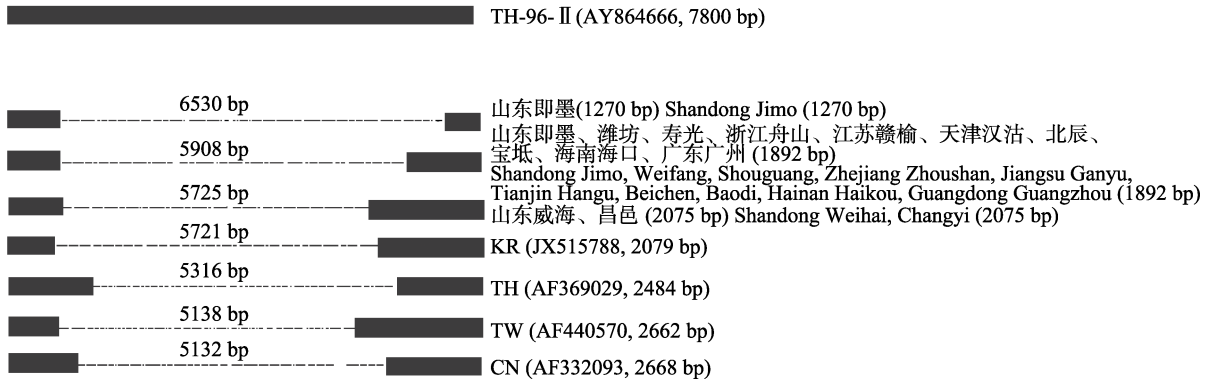 TH-96-Ⅱ (AY864666, 7800 bp)
6530 bp
山东即墨(1270 bp) Shandong Jimo (1270 bp)
5908 bp
山东即墨、潍坊、寿光、浙江舟山、江苏赣榆、天津汉沽、北辰、
宝坻、海南海口、广东广州 (1892 bp)
Shandong Jimo, Weifang, Shouguang, Zhejiang Zhoushan, Jiangsu Ganyu,
Tianjin Hangu, Beichen, Baodi, Hainan Haikou, Guangdong Guangzhou (1892 bp)
5725 bp
山东威海、昌邑 (2075 bp) Shandong Weihai, Changyi (2075 bp)
5721 bp
KR (JX515788, 2079 bp)
5316 bp
TH (AF369029, 2484 bp)
5138 bp
TW (AF440570, 2662 bp)
5132 bp
CN (AF332093, 2668 bp)